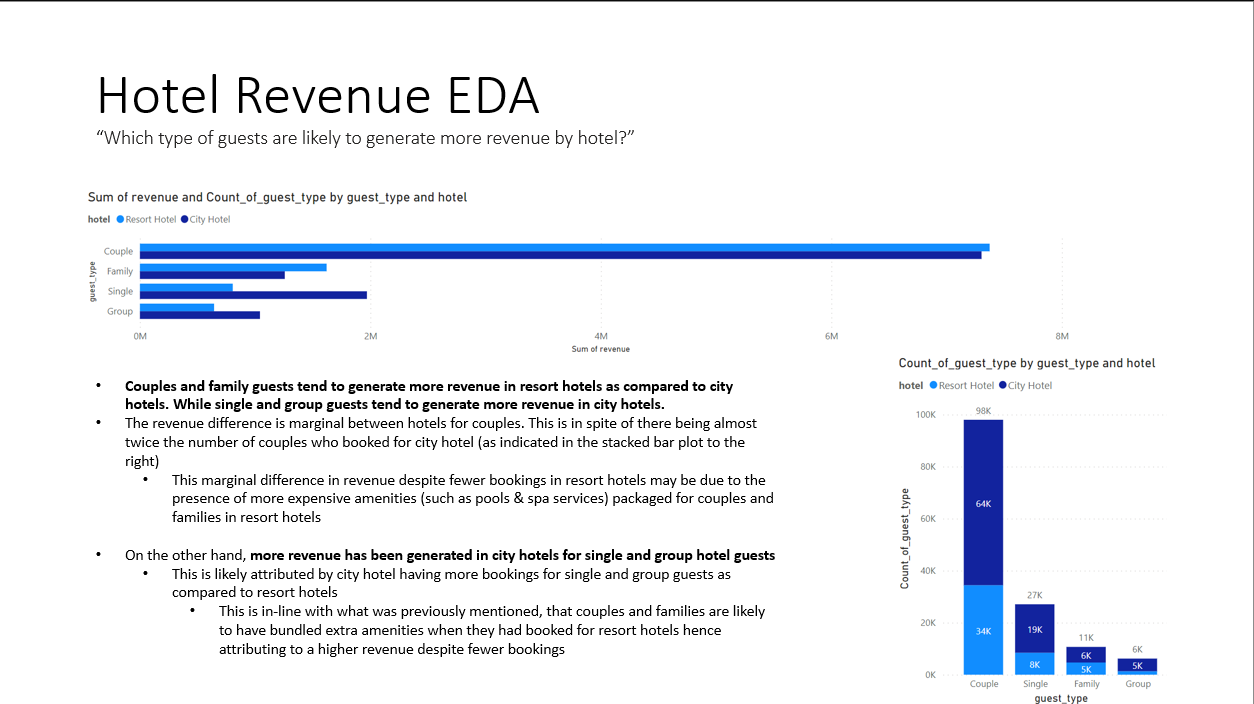 Hotel Revenue EDA
“Which type of guests are likely to generate more revenue by hotel?”
Sum of revenue and Count_of_guest_type by guest_type and hotel
hotel Resort Hotel City Hotel
guest_type
Couple
Family
Single
Group
0M 2M 4M 6M 8M
Sum of revenue
• Couples and family guests tend to generate more revenue in resort hotels as compared to city
hotels. While single and group guests tend to generate more revenue in city hotels.
• The revenue difference is marginal between hotels for couples. This is in spite of there being almost
twice the number of couples who booked for city hotel (as indicated in the stacked bar plot to the
right)
• This marginal difference in revenue despite fewer bookings in resort hotels may be due to the
presence of more expensive amenities (such as pools & spa services) packaged for couples and
families in resort hotels
• On the other hand, more revenue has been generated in city hotels for single and group hotel guests
• This is likely attributed by city hotel having more bookings for single and group guests as
compared to resort hotels
• This is in-line with what was previously mentioned, that couples and families are likely
to have bundled extra amenities when they had booked for resort hotels hence
attributing to a higher revenue despite fewer bookings
Count_of_guest_type by guest_type and hotel
hotel Resort Hotel City Hotel
Count_of_guest_type
100K
80K
60K
40K
20K
0K
98K
64K
34K
27K
19K
8K
11K
6K
5K
6K
5K
Couple Single Family Group
guest_type